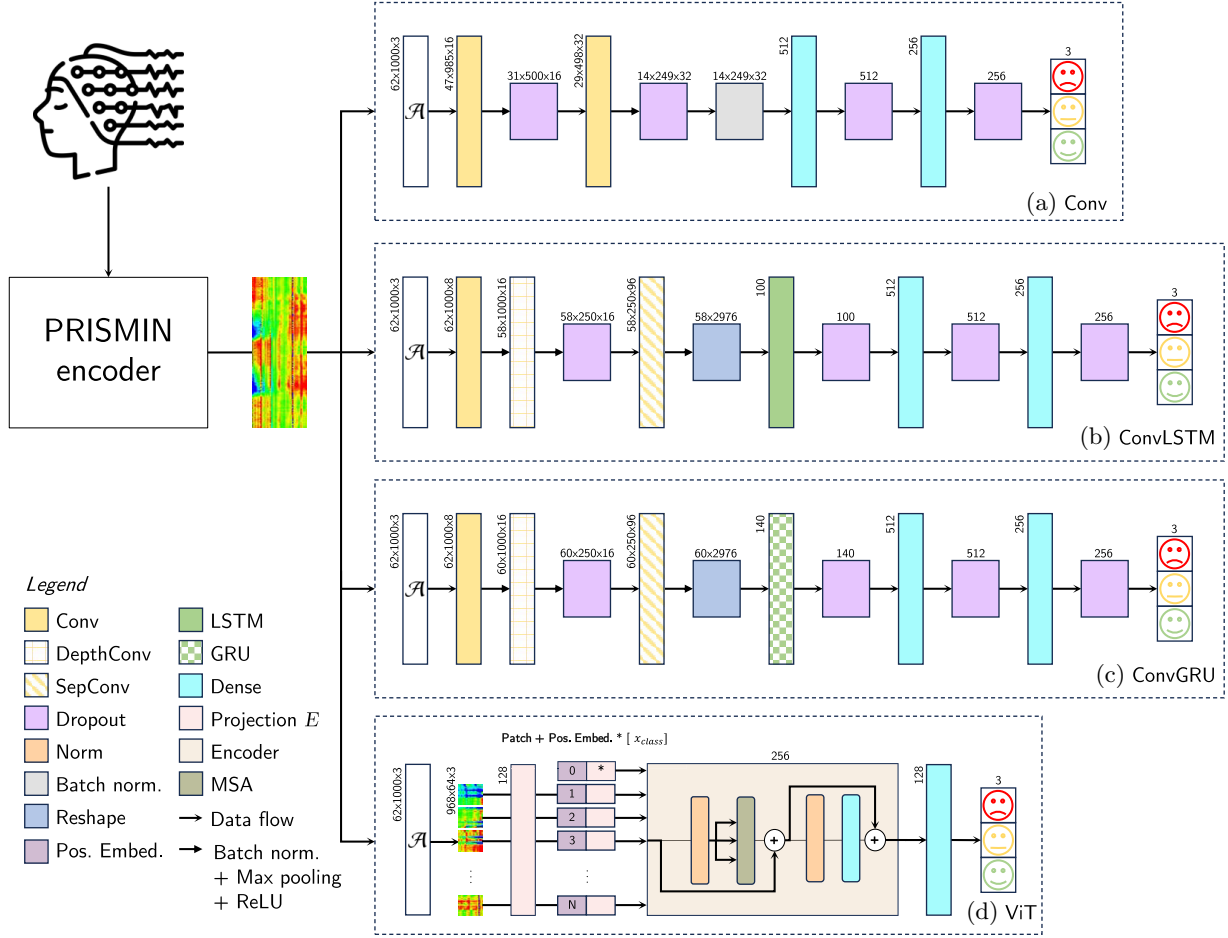 62x1000x3
𝒜
47x985x16
31x500x16
29x498x32
14x249x32
14x249x32
512
512
256
256
3
(a) Conv
PRISMIN
encoder
62x1000x3
𝒜
62x1000x8
58x1000x16
58x250x16
58x250x96
58x2976
100
100
512
512
256
256
3
(b) ConvLSTM
62x1000x3
𝒜
62x1000x8
60x1000x16
60x250x16
60x250x96
60x2976
140
140
512
512
256
256
3
(c) ConvGRU
Legend
Conv
LSTM
DepthConv
GRU
SepConv
Dense
Dropout
Projection E
Norm
Encoder
Batch norm.
MSA
Reshape
Data flow
Pos. Embed.
Batch norm.
+ Max pooling
+ ReLU
Patch + Pos. Embed. * [ x_class]
62x1000x3
𝒜
968x64x3
128
0 *
1
2
3
N
256
+
+
128
3
(d) ViT